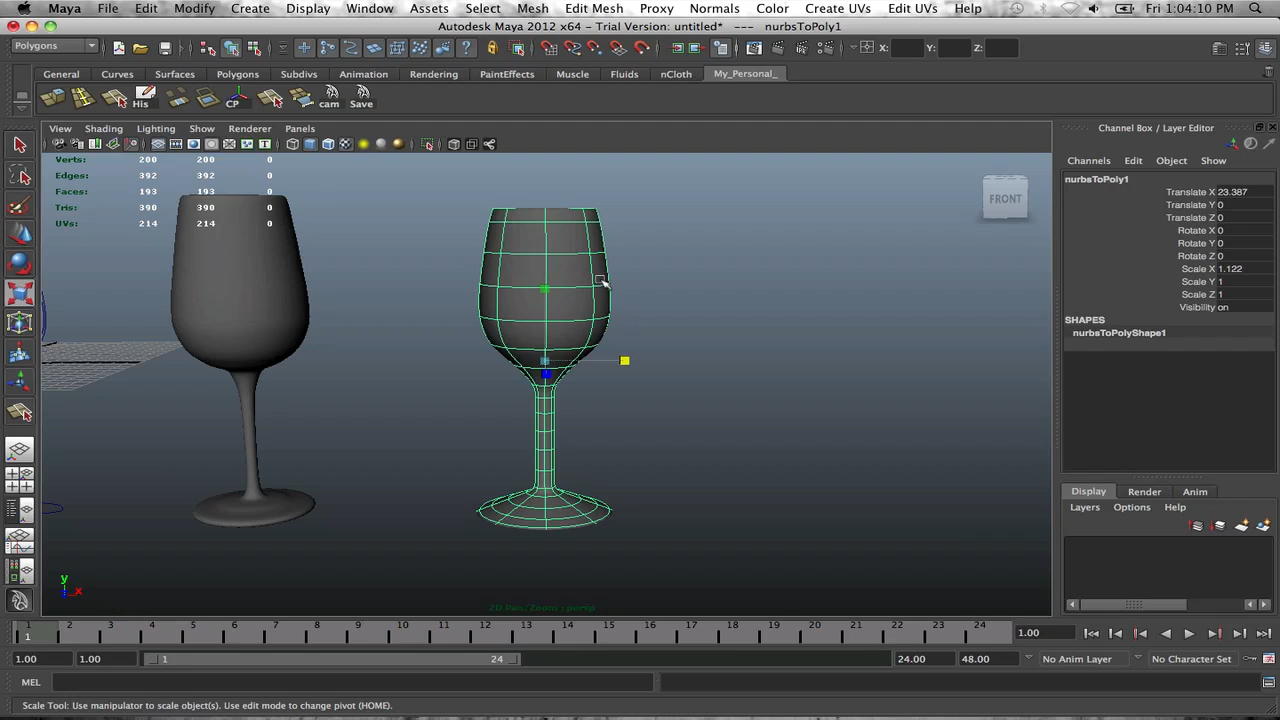 Maya File Edit Modify Create Display Window Assets Select Mesh Edit Mesh Proxy Normals Color Create UVs Edit UVs Help Fri 1:04:10 PM
Autodesk Maya 2012 x64 - Trial Version: untitled* --- nurbsToPoly1
Polygons X: Y: Z:
General Curves Surfaces Polygons Subdivs Animation Rendering PaintEffects Muscle Fluids nCloth My_Personal_
His CP cam Save
View Shading Lighting Show Renderer Panels
Channel Box / Layer Editor
Channels Edit Object Show
Verts: 200 200 0
Edges: 392 392 0
Faces: 193 193 0
Tris: 390 390 0
UVs: 214 214 0
FRONT
nurbsToPoly1
Translate X 23.387
Translate Y 0
Translate Z 0
Rotate X 0
Rotate Y 0
Rotate Z 0
Scale X 1.122
Scale Y 1
Scale Z 1
Visibility on
SHAPES
nurbsToPolyShape1
Display Render Anim
Layers Options Help
y
x
2D Pan/Zoom : persp
1 2 3 4 5 6 7 8 9 10 11 12 13 14 15 16 17 18 19 20 21 22 23 24
1 1.00
1.00 1.00 1 24 24.00 48.00 No Anim Layer No Character Set
MEL
Scale Tool: Use manipulator to scale object(s). Use edit mode to change pivot (HOME).